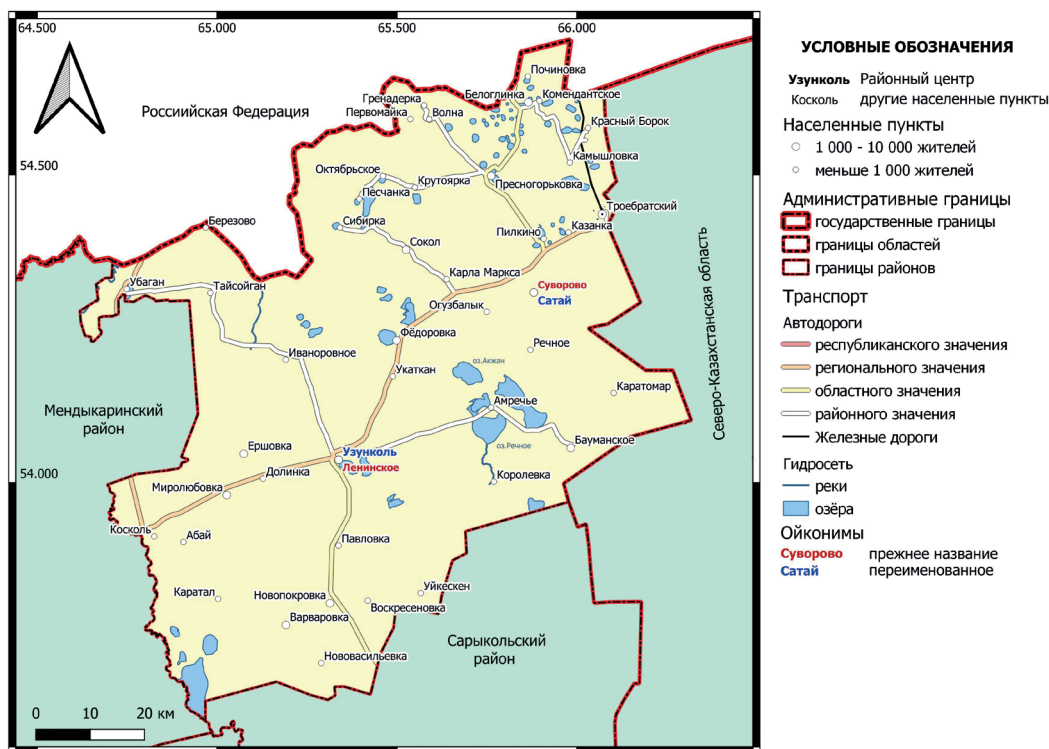 64.500
65.000
65.500
66.000
54.500
54.000
Российская Федерация
Починовка
Белоглинка
Комендантское
Гренадерка
Первомайка
Волна
Красный Борок
Камышловка
Октябрьское
Крутоярка
Пресногорьковка
Песчанка
Троебратский
Березово
Сибирка
Пилкино
Казанка
Сокол
Карла Маркса
Убаган
Тайсойган
Суворово
Сатай
Огузбалык
Фёдоровка
Речное
Иваноровное
оз.Акжан
Укаткан
Каратомар
Мендыкаринский
район
Амречье
Северо-Казахстанская область
Ершовка
Узунколь
Ленинское
оз.Речное
Бауманское
Долинка
Королевка
Миролюбовка
Косколь
Абай
Павловка
Каратал
Новопокровка
Уйкескен
Воскресеновка
Варваровка
Сарыкольский
район
Нововасильевка
0 10 20 км
УСЛОВНЫЕ ОБОЗНАЧЕНИЯ
Узунколь Районный центр
Косколь другие населенные пункты
Населенные пункты
1 000 - 10 000 жителей
меньше 1 000 жителей
Административные границы
государственные границы
границы областей
границы районов
Транспорт
Автодороги
республиканского значения
регионального значения
областного значения
районного значения
Железные дороги
Гидросеть
реки
озёра
Ойконимы
Суворово прежнее название
Сатай переименованное